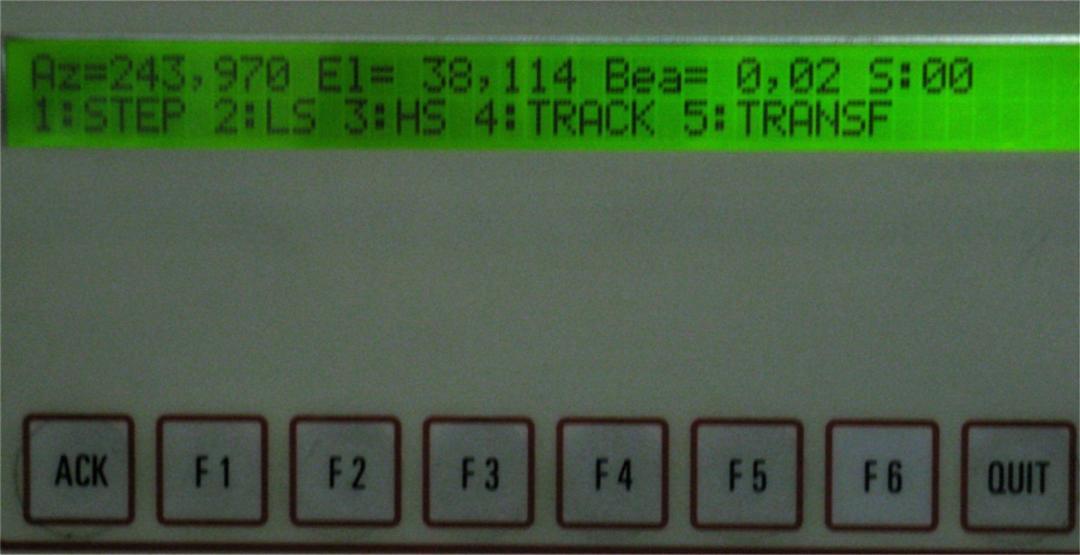 Az=243,970 El= 38,114 Bea= 0,02 S:00
1:STEP 2:LS 3:HS 4:TRACK 5:TRANSF
ACK F1 F2 F3 F4 F5 F6 QUIT